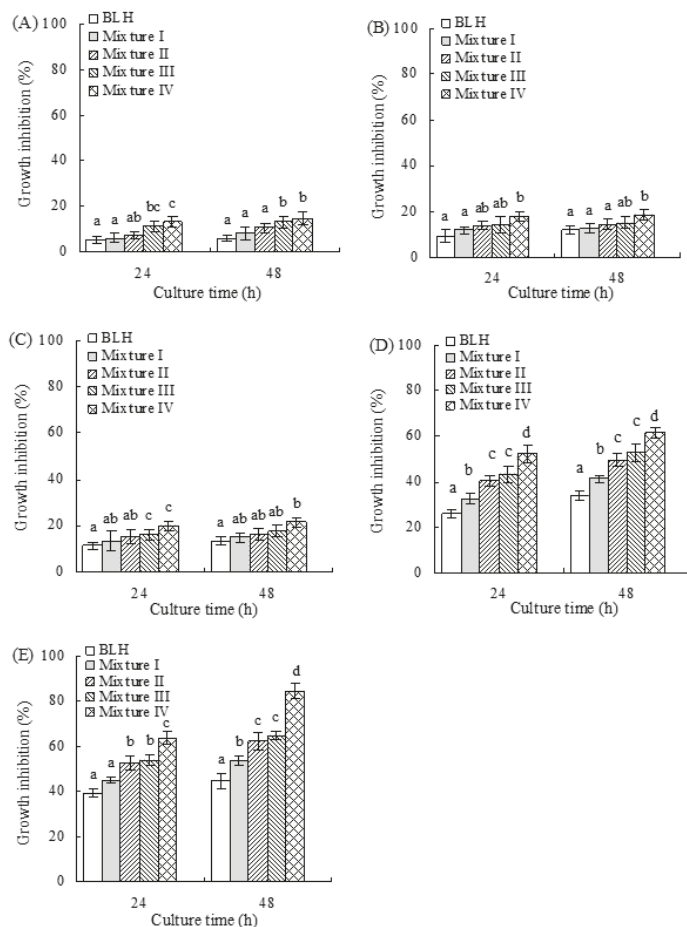 (A)
BLH
Mixture I
Mixture II
Mixture III
Mixture IV
Growth inhibition (%)
100
80
60
40
20
0
a a ab bc c
a a a b b
24 48
Culture time (h)
(B)
BLH
Mixture I
Mixture II
Mixture III
Mixture IV
Growth inhibition (%)
100
80
60
40
20
0
a a ab ab b
a a a ab b
24 48
Culture time (h)
(C)
BLH
Mixture I
Mixture II
Mixture III
Mixture IV
Growth inhibition (%)
100
80
60
40
20
0
a ab ab c c
a ab ab ab b
24 48
Culture time (h)
(D)
BLH
Mixture I
Mixture II
Mixture III
Mixture IV
Growth inhibition (%)
100
80
60
40
20
0
a b c c d
a b c c d
24 48
Culture time (h)
(E)
BLH
Mixture I
Mixture II
Mixture III
Mixture IV
Growth inhibition (%)
100
80
60
40
20
0
a a b b c
a b c c d
24 48
Culture time (h)